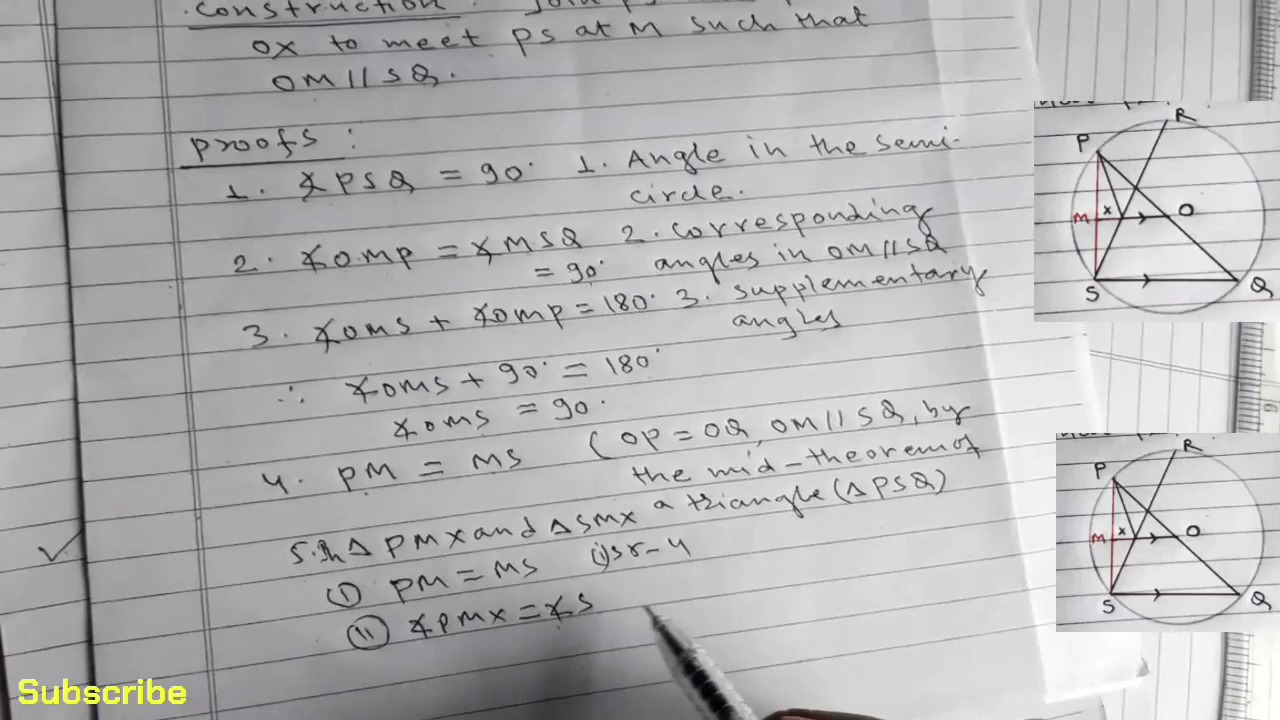 Construction:
OX to meet PS at M such that
OM//SQ.
Proofs:
1. ∡PSQ = 90° 1. Angle in the semi-
circle.
2. ∡OMP = ∡MSQ 2. Corresponding
= 90° angles in OM//SQ
3. ∡OMS + ∡OMP = 180° 3. supplementary
angles
∴ ∡OMS + 90° = 180°
∡OMS = 90°
4. PM = MS (OP = OQ, OM//SQ, by
the mid-theorem of
a triangle (△PSQ)
5. In △PMX and △SMX
(i) PM = MS (i) sr-4
(ii) ∡PMX = ∡S
R
P
M X O
S Q
R
P
M X O
S Q
Subscribe